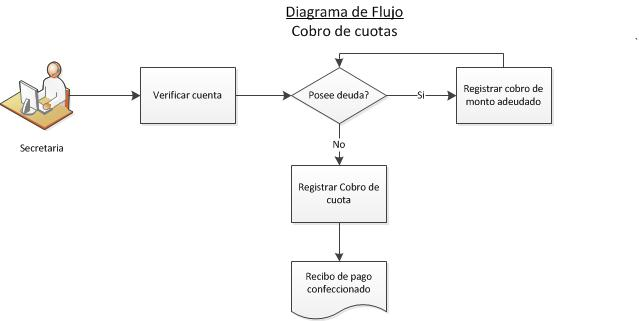 Diagrama de Flujo
Cobro de cuotas
Secretaria
Verificar cuenta
Posee deuda?
Si
Registrar cobro de
monto adeudado
No
Registrar Cobro de
cuota
Recibo de pago
confeccionado